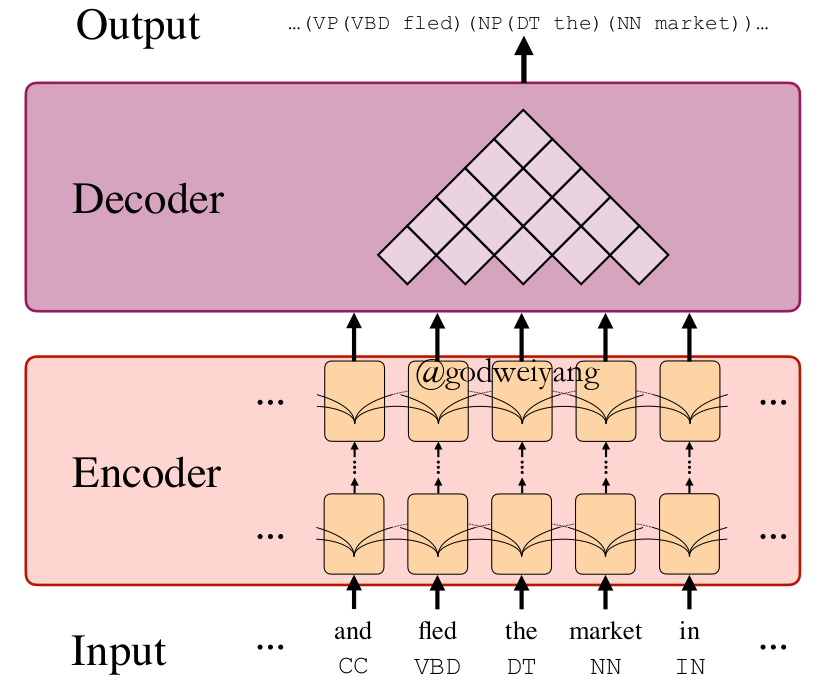 Output …(VP(VBD fled)(NP(DT the)(NN market))…
Decoder
@godweiyang
... ...
Encoder
... ...
Input ... and fled the market in ...
CC VBD DT NN IN